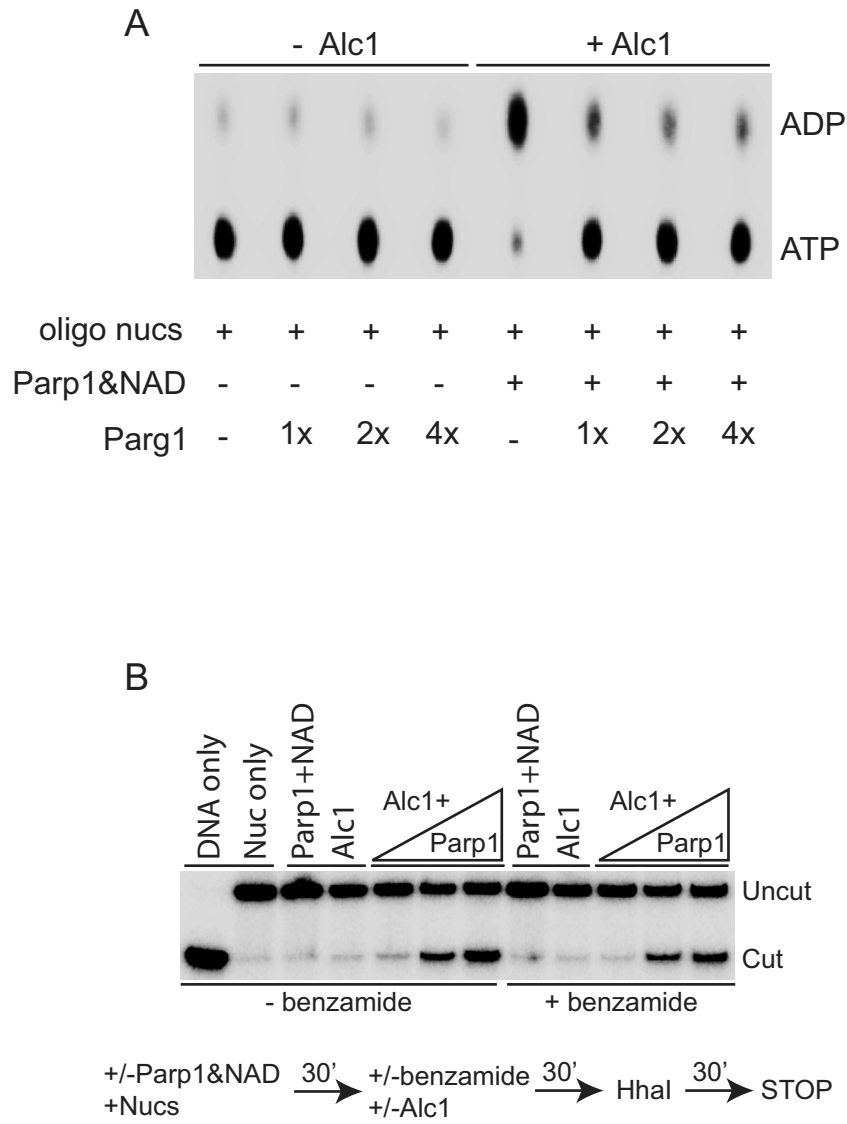 A
- Alc1 + Alc1
ADP
ATP
oligo nucs + + + + + + + +
Parp1&NAD - - - - + + + +
Parg1 - 1x 2x 4x - 1x 2x 4x
B
DNA only
Nuc only
Parp1+NAD
Alc1
Alc1+
Parp1
Parp1+NAD
Alc1
Alc1+
Parp1
Uncut
Cut
- benzamide + benzamide
+/-Parp1&NAD 30' +/-benzamide 30' HhaI 30' STOP
+Nucs +/-Alc1